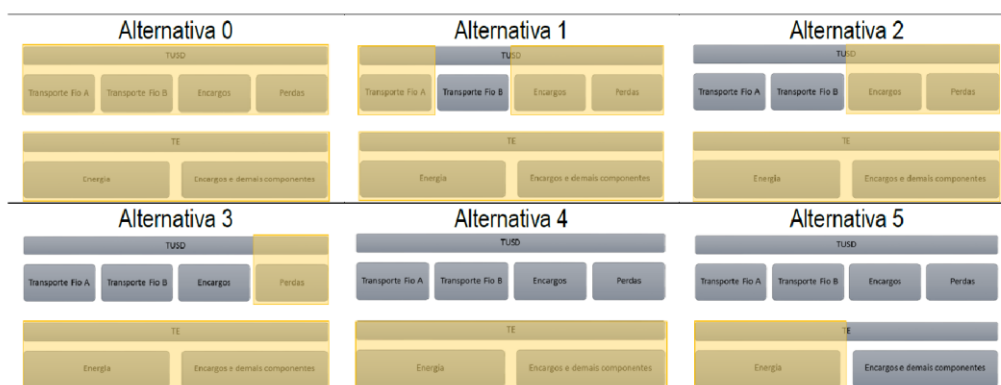 Alternativa 0
TUSD
Transporte Fio A
Transporte Fio B
Encargos
Perdas
TE
Energia
Encargos e demais componentes
Alternativa 1
TUSD
Transporte Fio A
Transporte Fio B
Encargos
Perdas
TE
Energia
Encargos e demais componentes
Alternativa 2
TUSD
Transporte Fio A
Transporte Fio B
Encargos
Perdas
TE
Energia
Encargos e demais componentes
Alternativa 3
TUSD
Transporte Fio A
Transporte Fio B
Encargos
Perdas
TE
Energia
Encargos e demais componentes
Alternativa 4
TUSD
Transporte Fio A
Transporte Fio B
Encargos
Perdas
TE
Energia
Encargos e demais componentes
Alternativa 5
TUSD
Transporte Fio A
Transporte Fio B
Encargos
Perdas
TE
Energia
Encargos e demais componentes